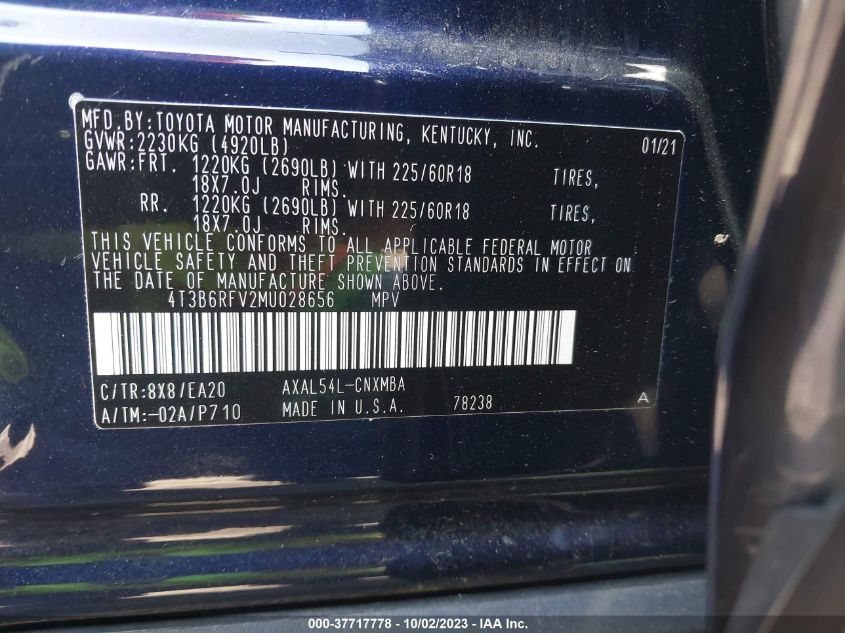 MFD.BY:TOYOTA MOTOR MANUFACTURING, KENTUCKY, INC. 01/21
GVWR:2230KG (4920LB)
GAWR:FRT. 1220KG (2690LB) WITH 225/60R18 TIRES,
18X7.0J RIMS.
RR. 1220KG (2690LB) WITH 225/60R18 TIRES,
18X7.0J RIMS.
THIS VEHICLE CONFORMS TO ALL APPLICABLE FEDERAL MOTOR
VEHICLE SAFETY AND THEFT PREVENTION STANDARDS IN EFFECT ON
THE DATE OF MANUFACTURE SHOWN ABOVE.
4T3B6RFV2MU028656 MPV
C/TR:8X8/EA20 AXAL54L-CNXMBA
A/TM:-02A/P710 MADE IN U.S.A. 78238 A
000-37717778 - 10/02/2023 - IAA Inc.